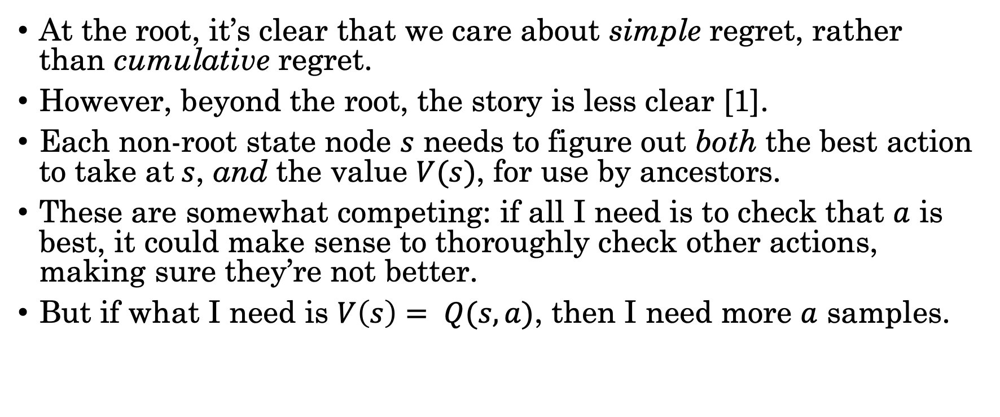 • At the root, it’s clear that we care about simple regret, rather
than cumulative regret.
• However, beyond the root, the story is less clear [1].
• Each non-root state node s needs to figure out both the best action
to take at s, and the value V(s), for use by ancestors.
• These are somewhat competing: if all I need is to check that a is
best, it could make sense to thoroughly check other actions,
making sure they’re not better.
• But if what I need is V(s) = Q(s, a), then I need more a samples.